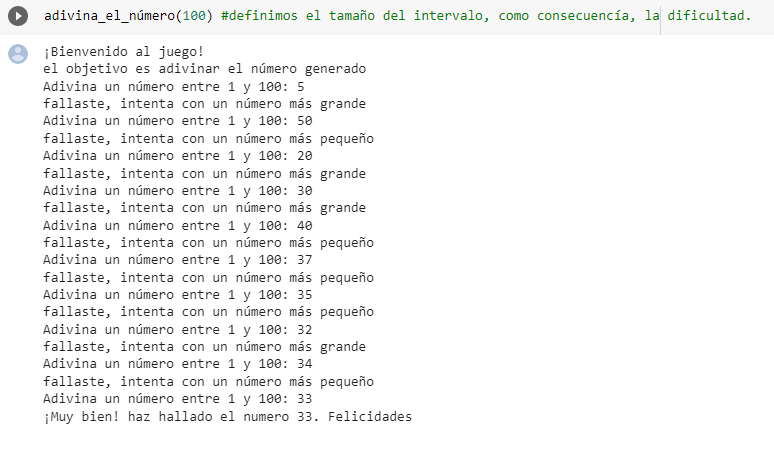 adivina_el_número(100) #definimos el tamaño del intervalo, como consecuencía, la dificultad.
¡Bienvenido al juego!
el objetivo es adivinar el número generado
Adivina un número entre 1 y 100: 5
fallaste, intenta con un número más grande
Adivina un número entre 1 y 100: 50
fallaste, intenta con un número más pequeño
Adivina un número entre 1 y 100: 20
fallaste, intenta con un número más grande
Adivina un número entre 1 y 100: 30
fallaste, intenta con un número más grande
Adivina un número entre 1 y 100: 40
fallaste, intenta con un número más pequeño
Adivina un número entre 1 y 100: 37
fallaste, intenta con un número más pequeño
Adivina un número entre 1 y 100: 35
fallaste, intenta con un número más pequeño
Adivina un número entre 1 y 100: 32
fallaste, intenta con un número más grande
Adivina un número entre 1 y 100: 34
fallaste, intenta con un número más pequeño
Adivina un número entre 1 y 100: 33
¡Muy bien! haz hallado el numero 33. Felicidades